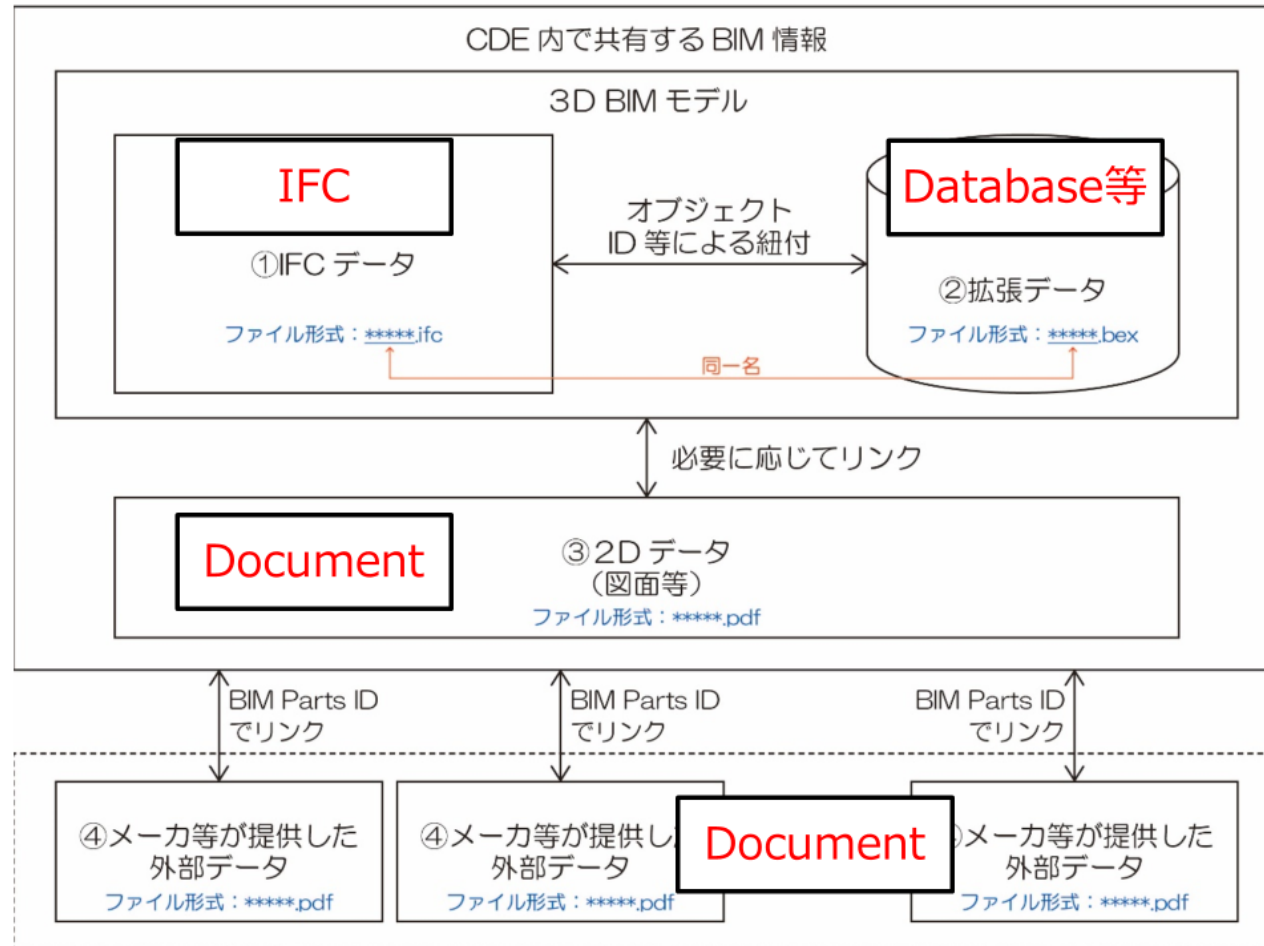 CDE 内で共有する BIM 情報
3D BIM モデル
IFC
Database等
オブジェクト
ID 等による紐付
①IFC データ
②拡張データ
ファイル形式：*****.ifc
ファイル形式：*****.bex
同一名
必要に応じてリンク
Document
③2D データ
（図面等）
ファイル形式：*****.pdf
BIM Parts ID
でリンク
BIM Parts ID
でリンク
BIM Parts ID
でリンク
④メーカ等が提供した
外部データ
ファイル形式：*****.pdf
④メーカ等が提供し
外部データ
ファイル形式：*****.pdf
Document
メーカ等が提供した
外部データ
ファイル形式：*****.pdf